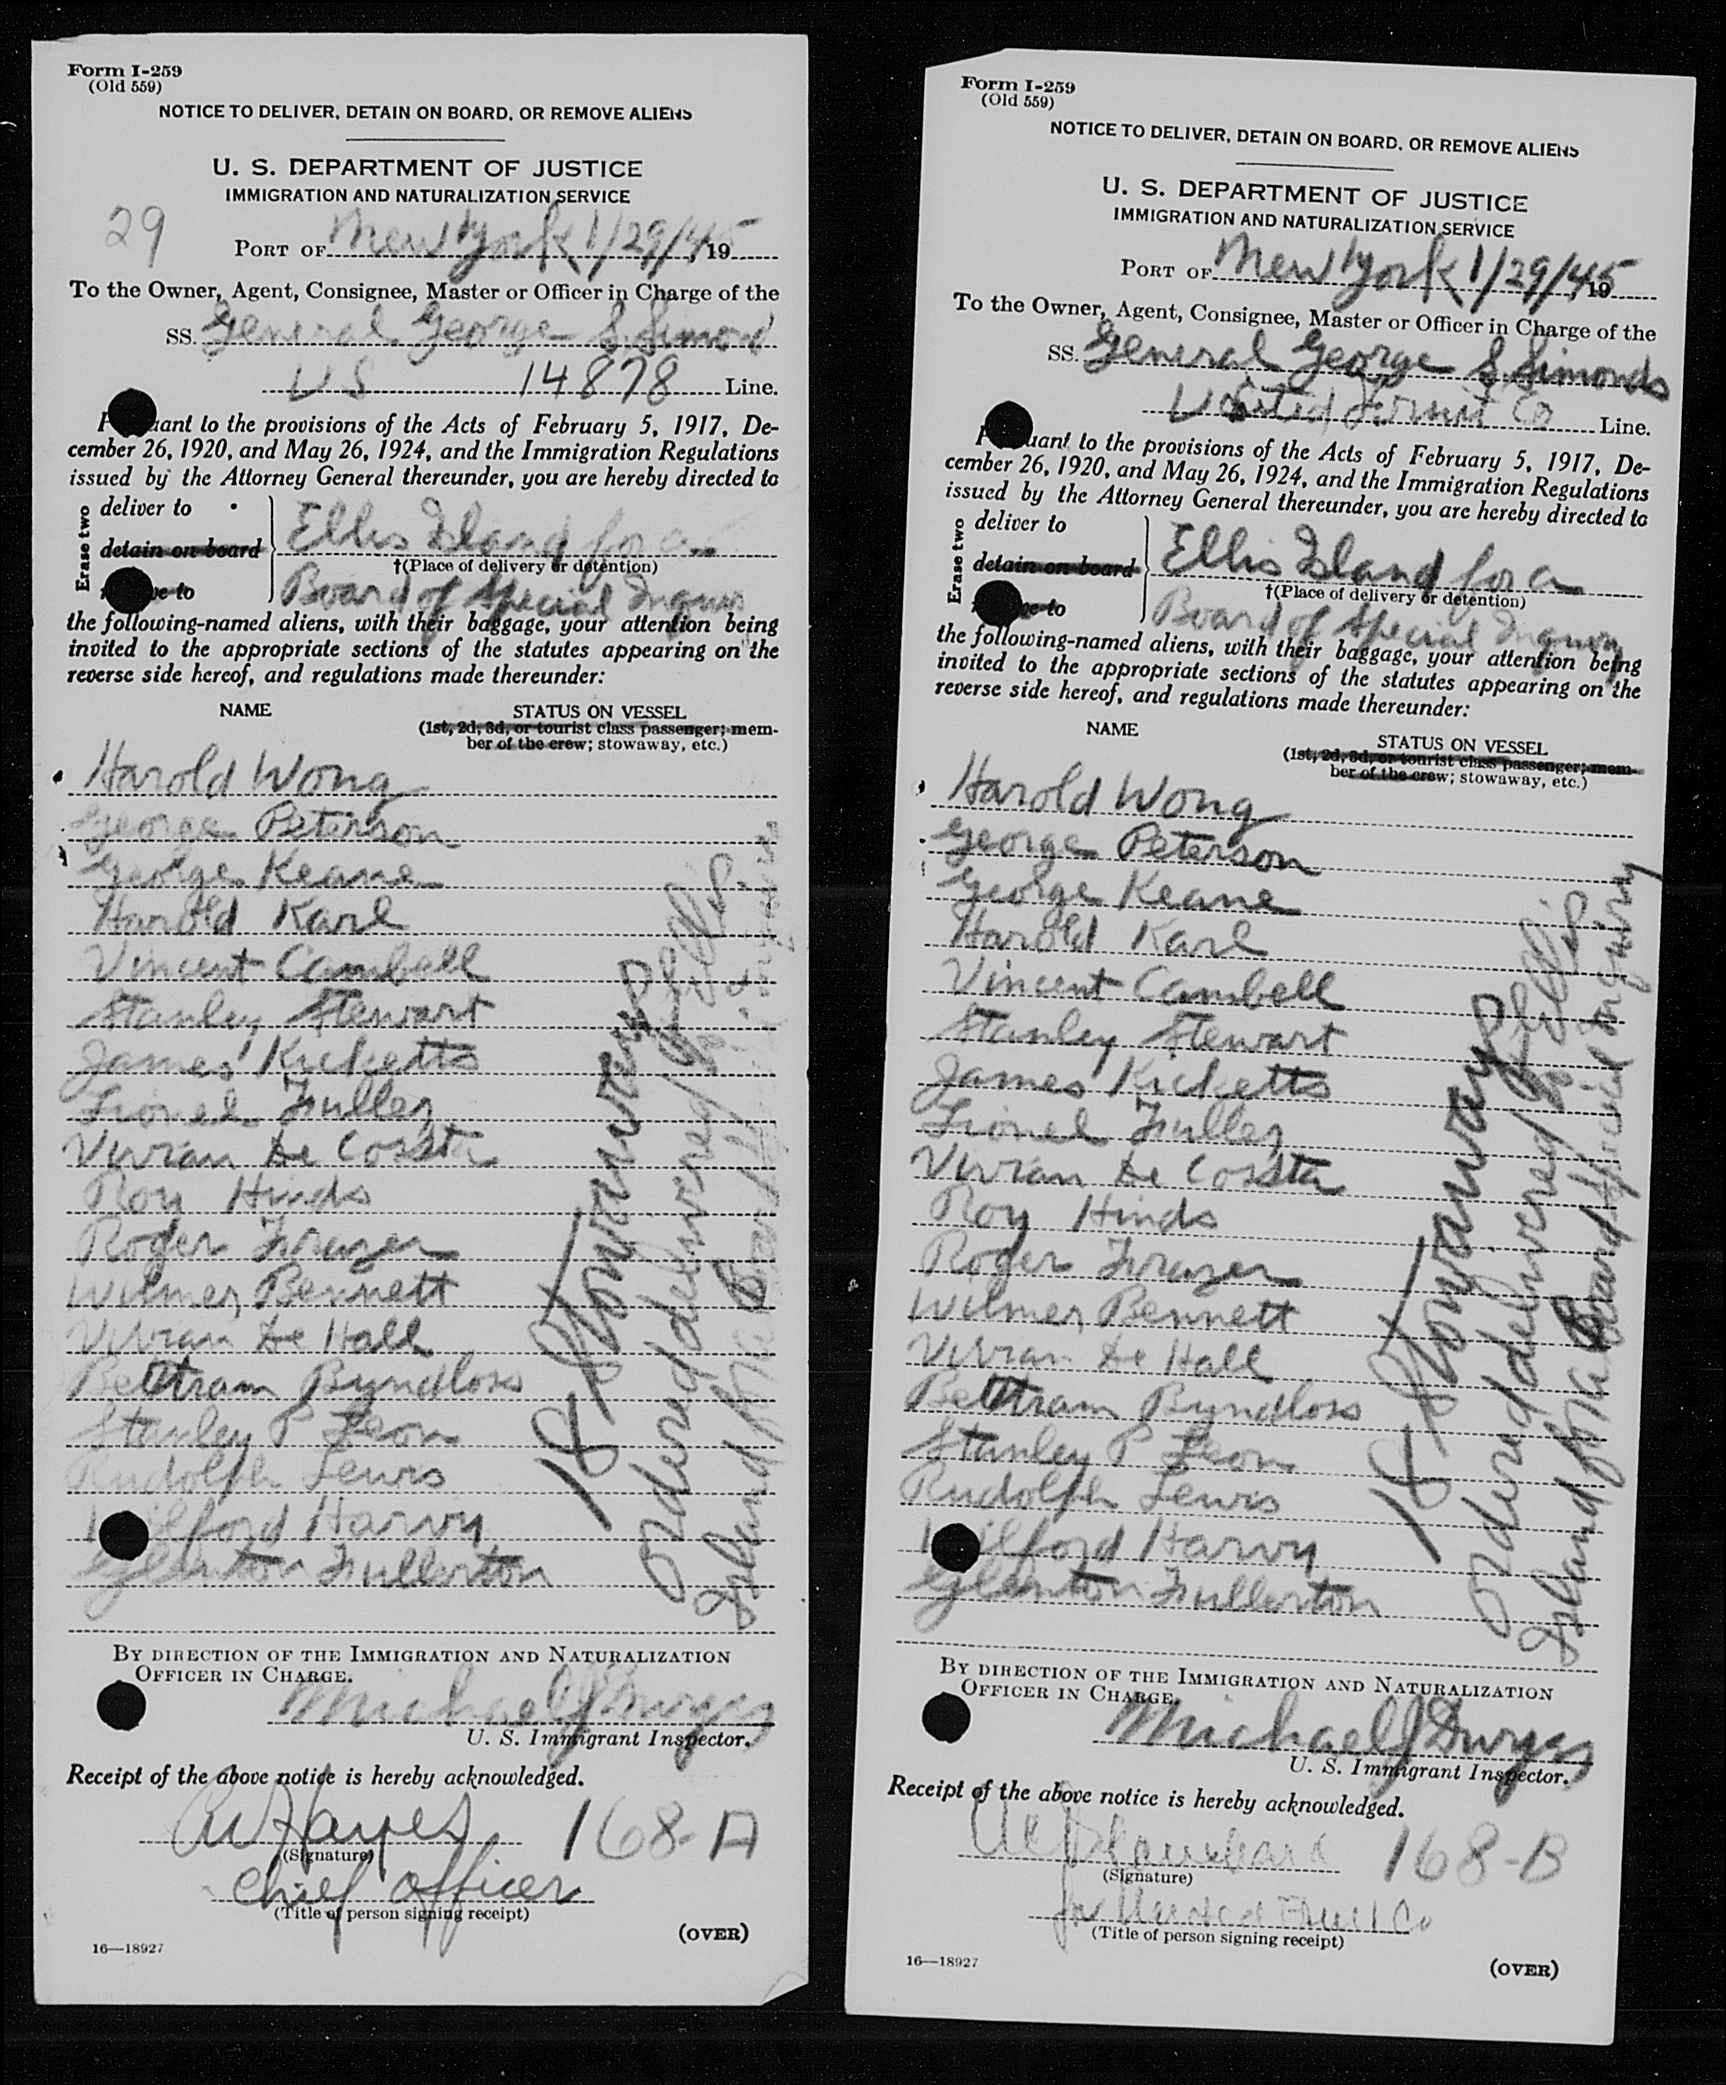 Form I-259
(Old 559)
NOTICE TO DELIVER, DETAIN ON BOARD, OR REMOVE ALIENS
U. S. DEPARTMENT OF JUSTICE
IMMIGRATION AND NATURALIZATION SERVICE
29
PORT OF New York 1/29/45, 19
To the Owner, Agent, Consignee, Master or Officer in Charge of the
SS. General George S. Simond
US 14878 Line.
uant to the provisions of the Acts of February 5, 1917, De-
cember 26, 1920, and May 26, 1924, and the Immigration Regulations
issued by the Attorney General thereunder, you are hereby directed to
Erase two
deliver to
detain on board
ve to
Ellis Island for a
†(Place of delivery or detention)
Board of Special
the following-named aliens, with their baggage, your attention being
invited to the appropriate sections of the statutes appearing on the
reverse side hereof, and regulations made thereunder:
NAME STATUS ON VESSEL
(1st, 2d, 3d, or tourist class passenger; mem-
ber of the crew; stowaway, etc.)
Harold Wong
George Peterson
George Keane
Harold Karl
Vincent Cambell
Stanley Stewart
James Ricketts
Lionel Fuller
Vivian De Cossta
Roy Hinds
Roger Frazer
Wilmer Bennett
Vivian De Hall
Beltram Byndloss
Stanley P Leon
Rudolph Lewis
ilford Harvy
Glenton Fullerton
18 Stowaways
Ordered delivered to Ellis
Island for a Board
BY DIRECTION OF THE IMMIGRATION AND NATURALIZATION
OFFICER IN CHARGE.
Michael J Dwyer
U. S. Immigrant Inspector.
Receipt of the above notice is hereby acknowledged.
Hayes 168-A
(Signature)
Chief Officer
(Title of person signing receipt)
(OVER)
16—18927
Form I-259
(Old 559)
NOTICE TO DELIVER, DETAIN ON BOARD, OR REMOVE ALIENS
U. S. DEPARTMENT OF JUSTICE
IMMIGRATION AND NATURALIZATION SERVICE
PORT OF New York 1/29/45, 19
To the Owner, Agent, Consignee, Master or Officer in Charge of the
SS. General George S Simonds
United Fruit Co Line.
uant to the provisions of the Acts of February 5, 1917, De-
cember 26, 1920, and May 26, 1924, and the Immigration Regulations
issued by the Attorney General thereunder, you are hereby directed to
Erase two
deliver to
detain on board
ve to
Ellis Island for a
†(Place of delivery or detention)
Board of Special Inquiry
the following-named aliens, with their baggage, your attention being
invited to the appropriate sections of the statutes appearing on the
reverse side hereof, and regulations made thereunder:
NAME STATUS ON VESSEL
(1st, 2d, 3d, or tourist class passenger; mem-
ber of the crew; stowaway, etc.)
Harold Wong
George Peterson
George Keane
Harold Karl
Vincent Cambell
Stanley Stewart
James Ricketts
Lionel Fuller
Vivian De Cossta
Roy Hinds
Roger Frazer
Wilmer Bennett
Vivian De Hall
Beltram Byndloss
Stanley P Leon
Rudolph Lewis
ilford Harvy
Glenton Fullerton
18 Stowaways
Ordered delivered to Ellis
Island for a Board Special Inquiry
BY DIRECTION OF THE IMMIGRATION AND NATURALIZATION
OFFICER IN CHARGE.
Michael J Dwyer
U. S. Immigrant Inspector.
Receipt of the above notice is hereby acknowledged.
168-B
(Signature)
for United Fruit Co
(Title of person signing receipt)
(OVER)
16—18927